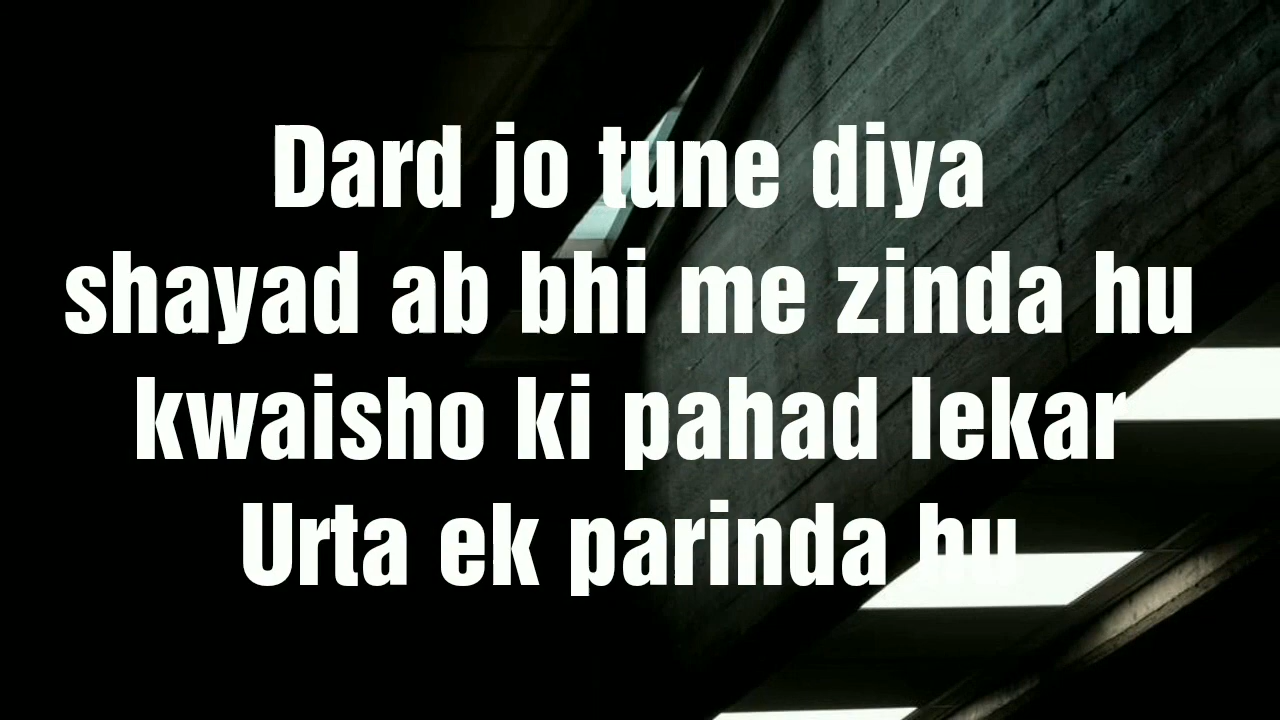 Dard jo tune diya
shayad ab bhi me zinda hu
kwaisho ki pahad lekar
Urta ek parinda hu